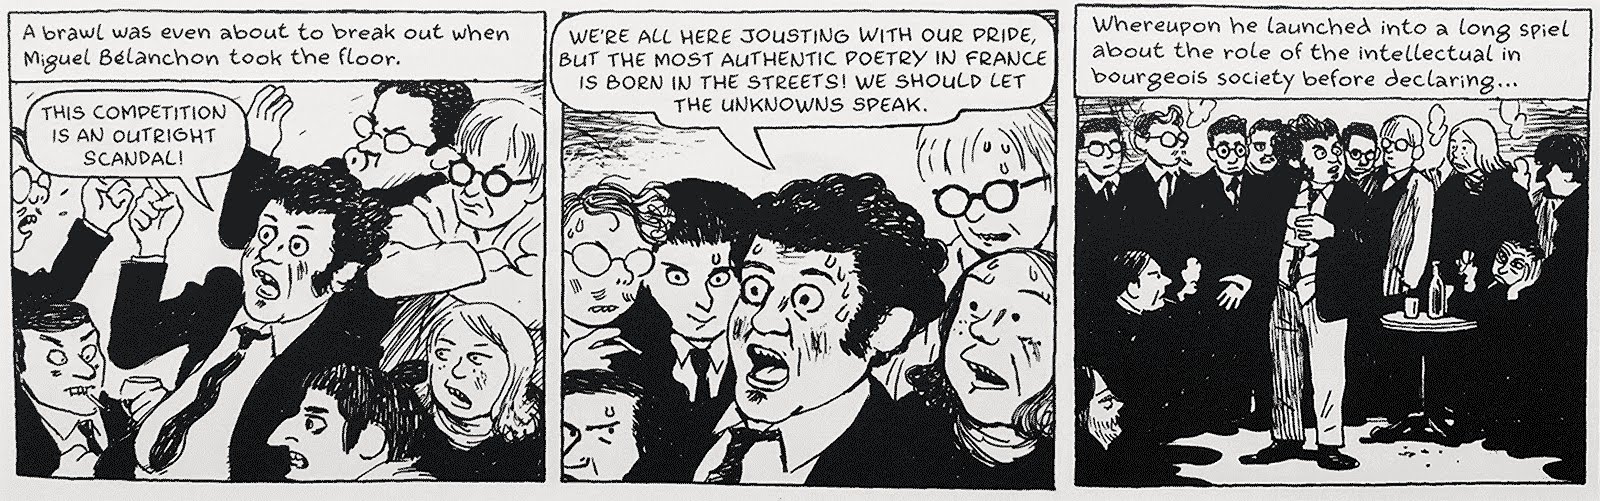 A brawl was even about to break out when
Miguel Bélanchon took the floor.
THIS COMPETITION
IS AN OUTRIGHT
SCANDAL!
WE'RE ALL HERE JOUSTING WITH OUR PRIDE,
BUT THE MOST AUTHENTIC POETRY IN FRANCE
IS BORN IN THE STREETS! WE SHOULD LET
THE UNKNOWNS SPEAK.
Whereupon he launched into a long spiel
about the role of the intellectual in
bourgeois society before declaring...